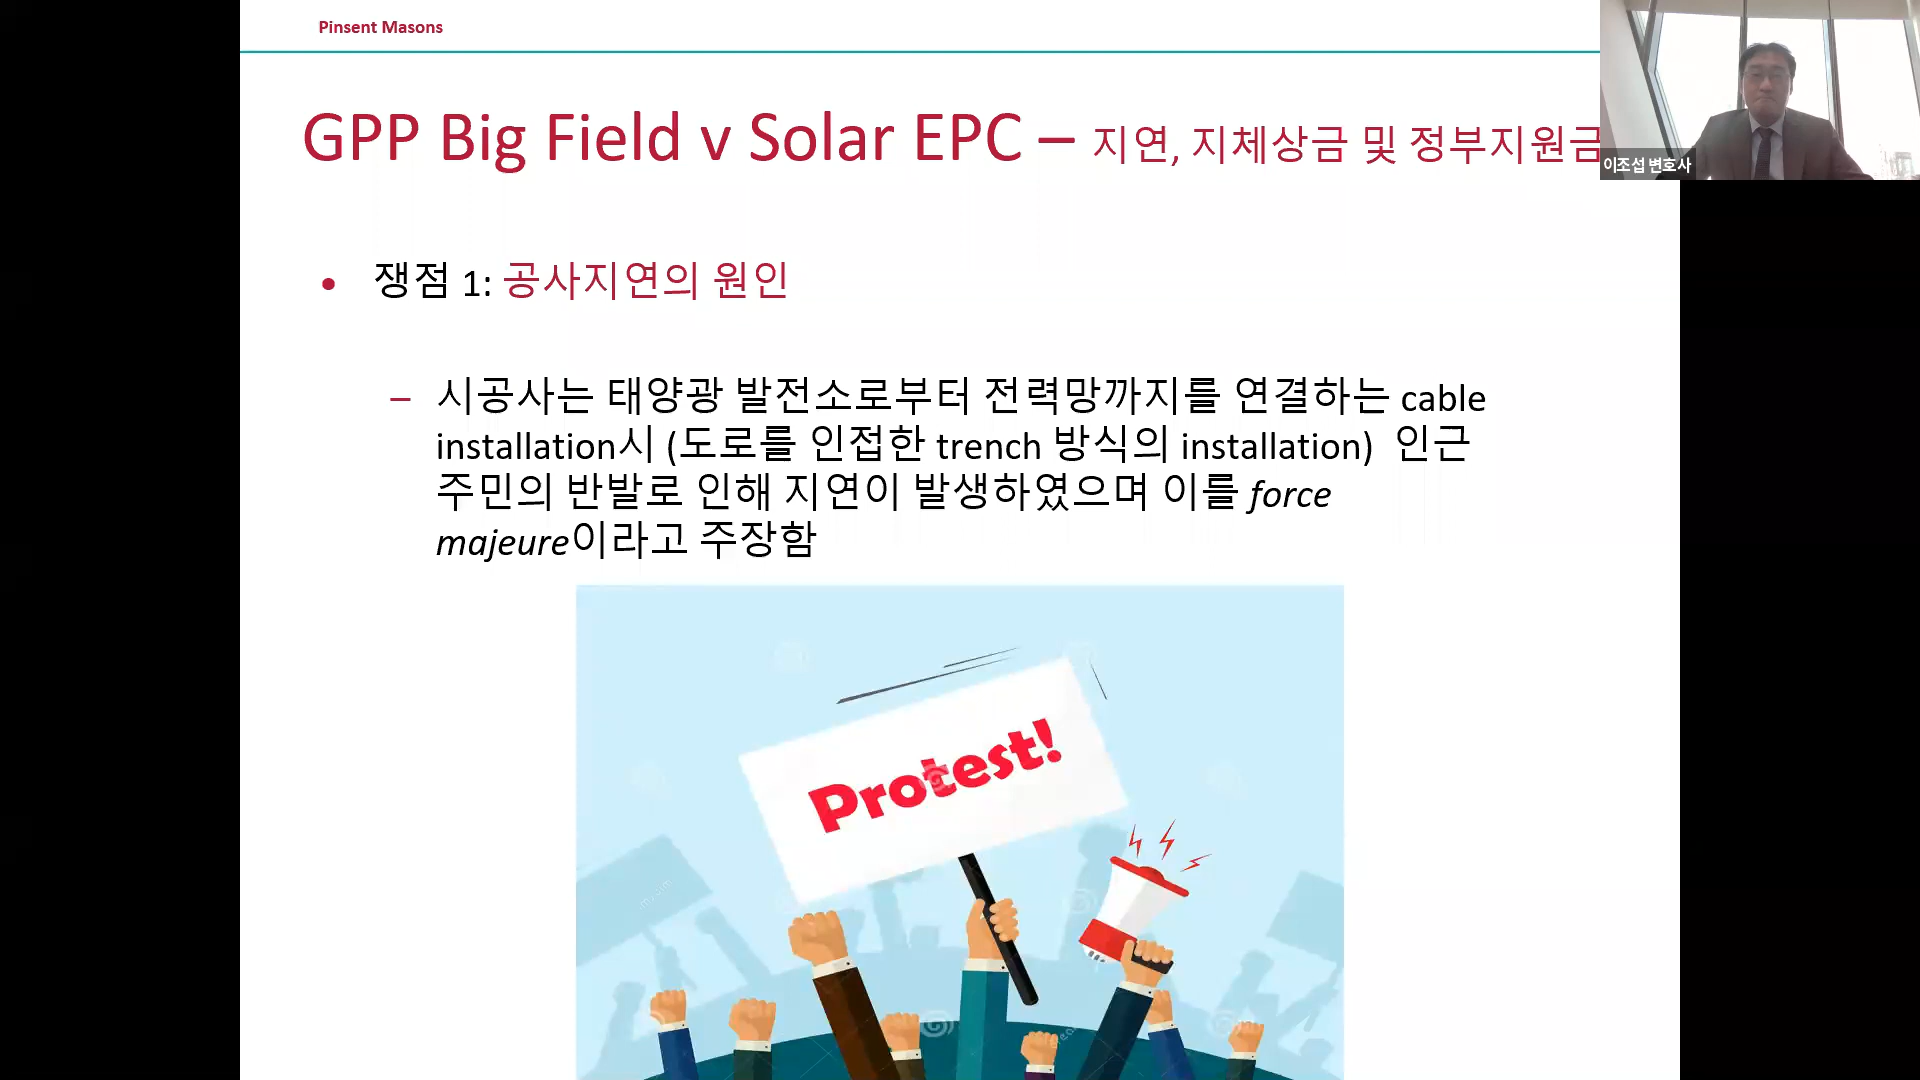 Pinsent Masons
GPP Big Field v Solar EPC – 지연, 지체상금 및 정부지원금
이조섭 변호사
• 쟁점 1: 공사지연의 원인
– 시공사는 태양광 발전소로부터 전력망까지를 연결하는 cable
installation시 (도로를 인접한 trench 방식의 installation) 인근
주민의 반발로 인해 지연이 발생하였으며 이를 force
majeure이라고 주장함
Protest!